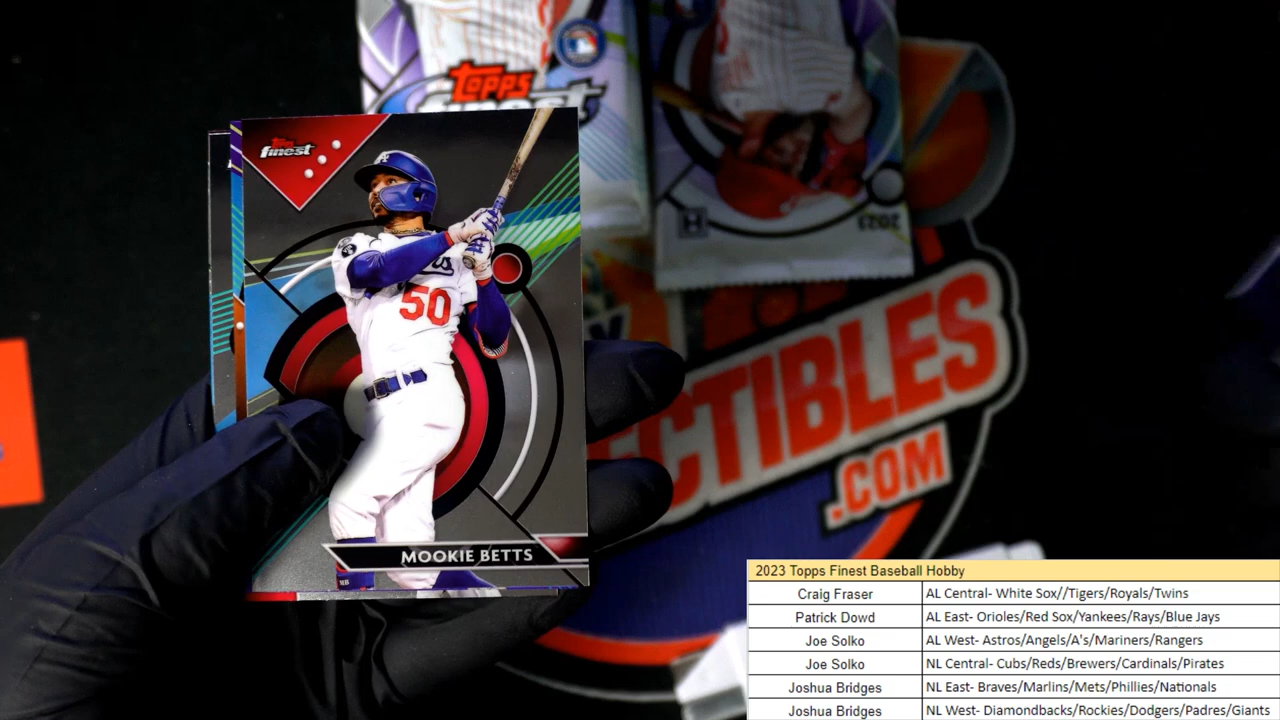 Topps
finest
2023
Topps
finest
50
MOOKIE BETTS
MB
ECTIBLES
.COM
2023 Topps Finest Baseball Hobby
Craig Fraser AL Central- White Sox//Tigers/Royals/Twins
Patrick Dowd AL East- Orioles/Red Sox/Yankees/Rays/Blue Jays
Joe Solko AL West- Astros/Angels/A's/Mariners/Rangers
Joe Solko NL Central- Cubs/Reds/Brewers/Cardinals/Pirates
Joshua Bridges NL East- Braves/Marlins/Mets/Phillies/Nationals
Joshua Bridges NL West- Diamondbacks/Rockies/Dodgers/Padres/Giants